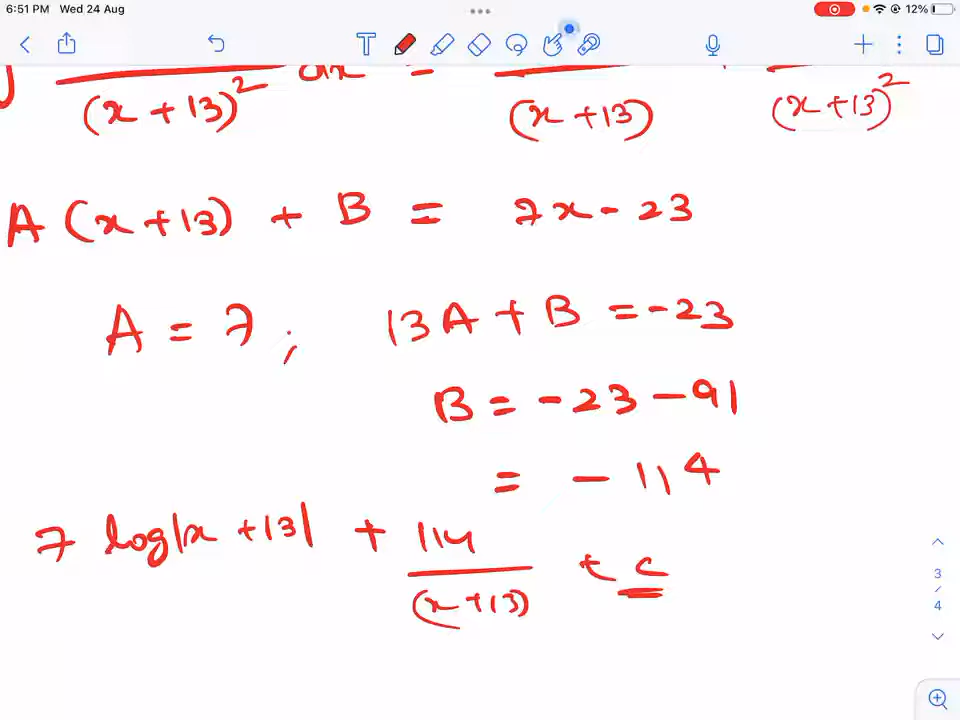 6:51 PM Wed 24 Aug 12%
∫ ——— dx = ——— + ———
(x+13)² (x+13) (x+13)²
A (x+13) + B = 7x - 23
A = 7 ; 13A + B = -23
B = -23 - 91
= - 114
7 log|x+13| + 114/(x+13) + c
3
/
4